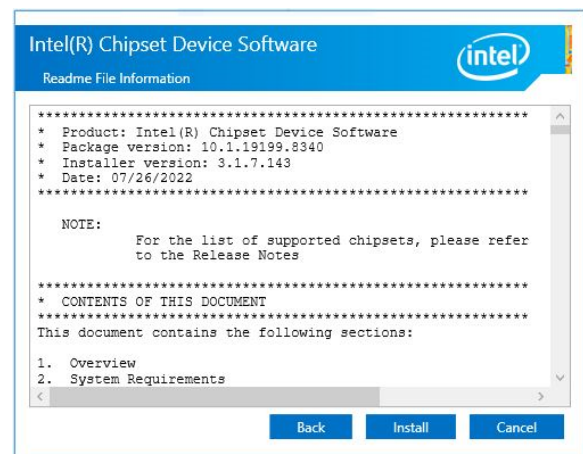 Intel(R) Chipset Device Software
intel
Readme File Information
************************************************************
* Product: Intel(R) Chipset Device Software
* Package version: 10.1.19199.8340
* Installer version: 3.1.7.143
* Date: 07/26/2022
************************************************************
NOTE:
For the list of supported chipsets, please refer
to the Release Notes
************************************************************
* CONTENTS OF THIS DOCUMENT
************************************************************
This document contains the following sections:
1. Overview
2. System Requirements
Back Install Cancel